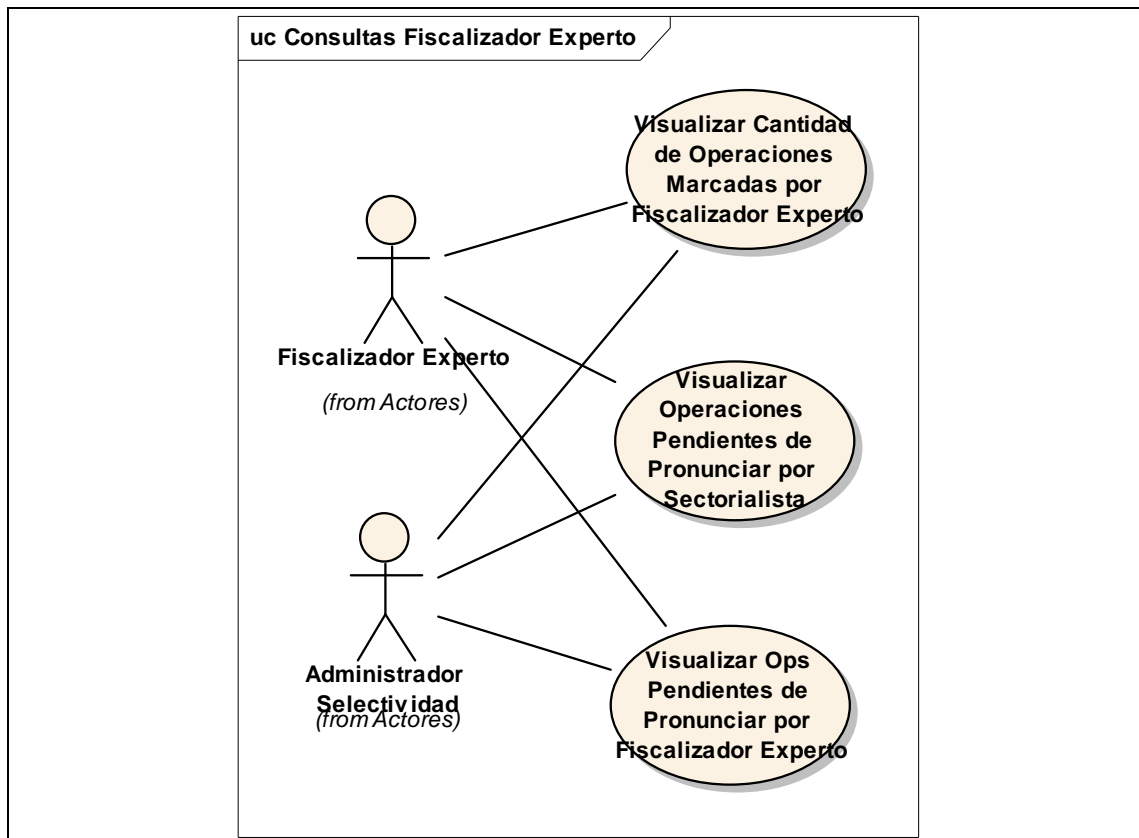 uc Consultas Fiscalizador Experto
Visualizar Cantidad
de Operaciones
Marcadas por
Fiscalizador Experto
Fiscalizador Experto
(from Actores)
Visualizar
Operaciones
Pendientes de
Pronunciar por
Sectorialista
Administrador
Selectividad
(from Actores)
Visualizar Ops
Pendientes de
Pronunciar por
Fiscalizador Experto